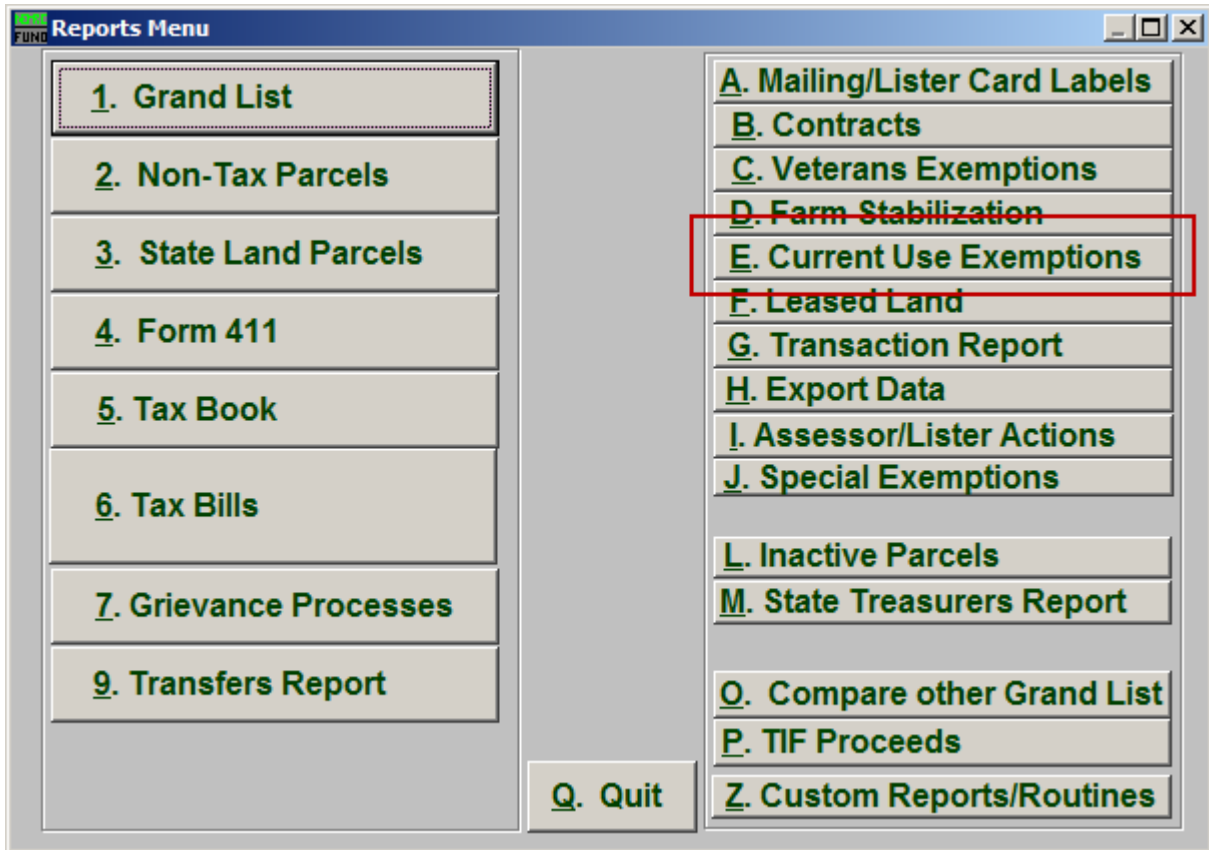 FUND
Reports Menu
1. Grand List
2. Non-Tax Parcels
3. State Land Parcels
4. Form 411
5. Tax Book
6. Tax Bills
7. Grievance Processes
9. Transfers Report
Q. Quit
A. Mailing/Lister Card Labels
B. Contracts
C. Veterans Exemptions
D. Farm Stabilization
E. Current Use Exemptions
F. Leased Land
G. Transaction Report
H. Export Data
I. Assessor/Lister Actions
J. Special Exemptions
L. Inactive Parcels
M. State Treasurers Report
O. Compare other Grand List
P. TIF Proceeds
Z. Custom Reports/Routines